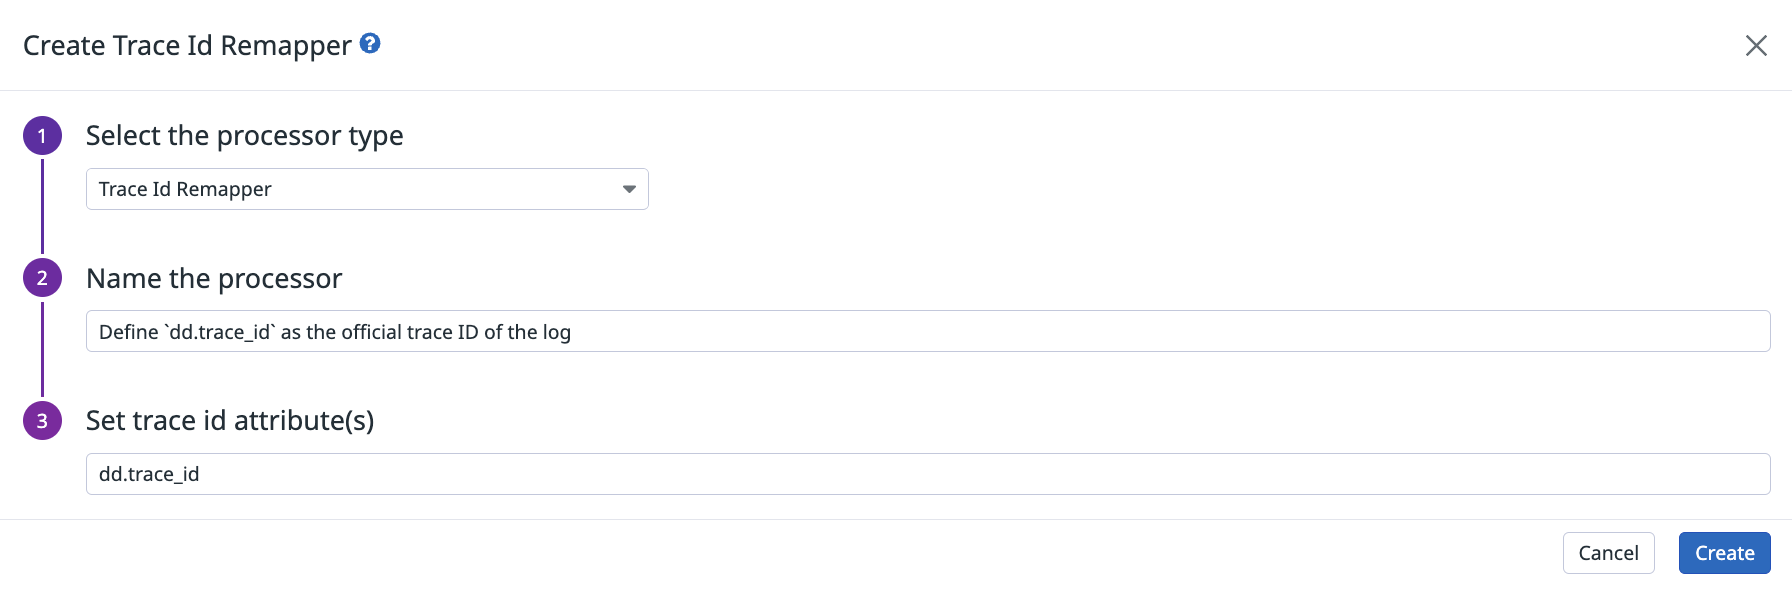 Create Trace Id Remapper ?
1 Select the processor type
Trace Id Remapper
2 Name the processor
Define `dd.trace_id` as the official trace ID of the log
3 Set trace id attribute(s)
dd.trace_id
Cancel Create